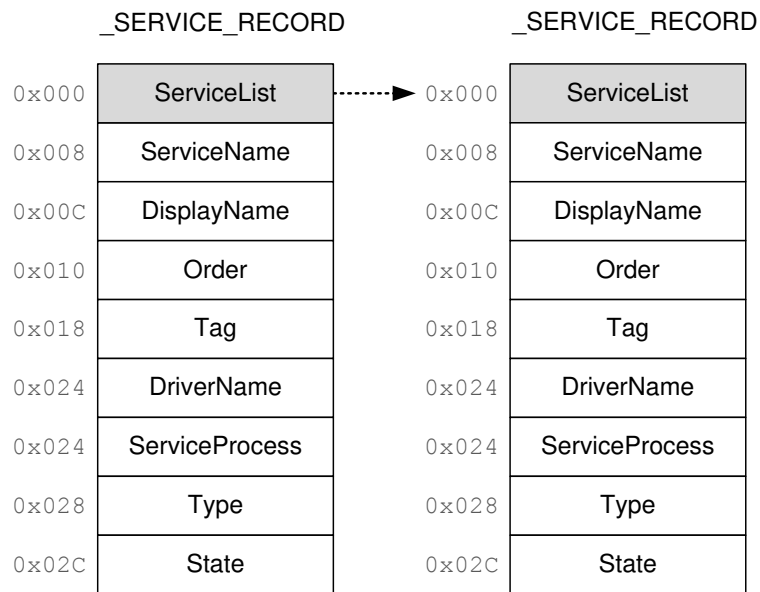 _SERVICE_RECORD _SERVICE_RECORD
0x000 ServiceList 0x000 ServiceList
0x008 ServiceName 0x008 ServiceName
0x00C DisplayName 0x00C DisplayName
0x010 Order 0x010 Order
0x018 Tag 0x018 Tag
0x024 DriverName 0x024 DriverName
0x024 ServiceProcess 0x024 ServiceProcess
0x028 Type 0x028 Type
0x02C State 0x02C State